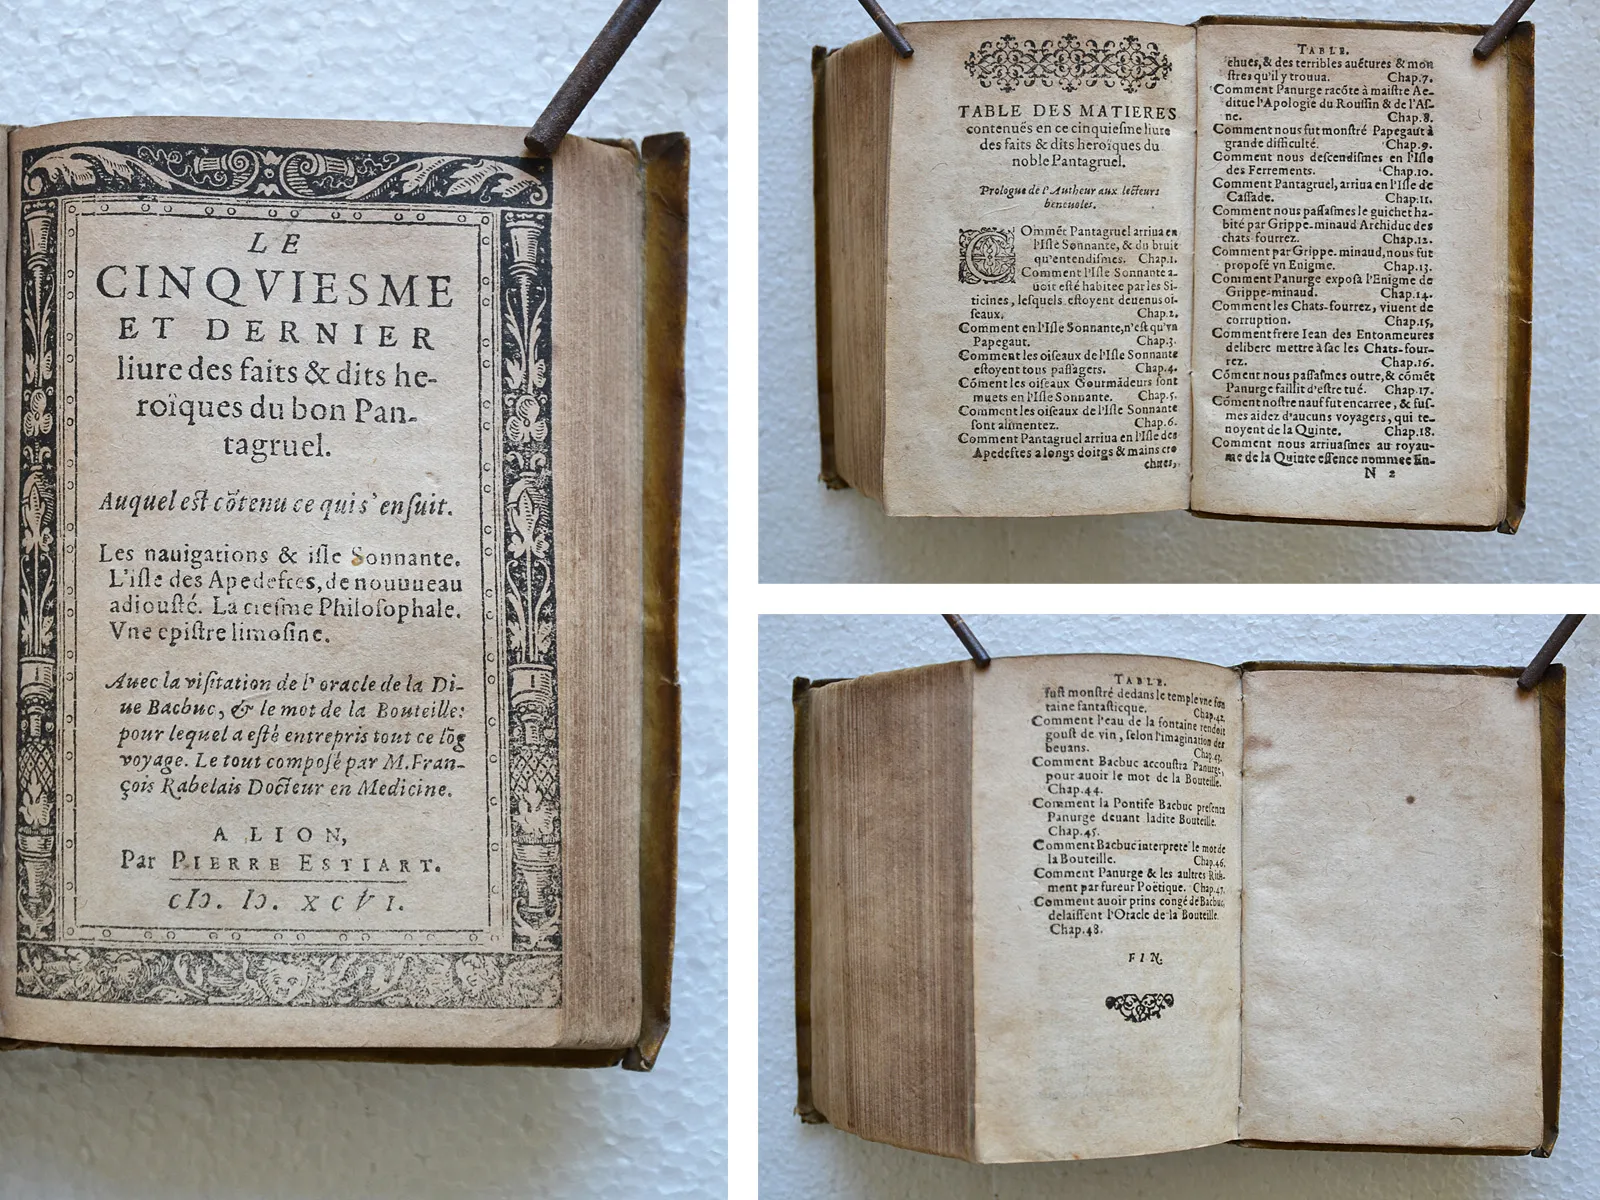 LE
CINQVIESME
ET DERNIER
liure des faits & dits he-
roïques du bon Pan-
tagruel.
Auquel est cõtenu ce qui s'ensuit.
Les nauigations & isle Sonnante.
L'isle des Apedeftes, de nouuueau
adiousté. La cresme Philosophale.
Vne epistre limosine.
Auec la visitation de l'oracle de la Di-
ue Bacbuc, & le mot de la Bouteille:
pour lequel a esté entrepris tout ce lõg
voyage. Le tout composé par M. Fran-
çois Rabelais Docteur en Medicine.
A LION,
Par PIERRE ESTIART.
cIↃ. IↃ. XCVI.
TABLE DES MATIERES
contenuës en ce cinquiesme liure
des faits & dits heroïques du
noble Pantagruel.
Prologue de l'Autheur aux lecteurs
beneuoles.
COmmẽt Pantagruel arriua en
l'Isle Sonnante, & du bruit
qu'entendismes. Chap.1.
Comment l'Isle Sonnante a-
uoit esté habitee par les Si-
ticines, lesquels estoyent deuenus oi-
seaux. Chap.2.
Comment en l'Isle Sonnante, n'est qu'vn
Papegaut. Chap.3.
Comment les oiseaux de l'Isle Sonnante
estoyent tous passagers. Chap.4.
Cõment les oiseaux Gourmãdeurs sont
muets en l'Isle Sonnante. Chap.5.
Comment les oiseaux de l'Isle Sonnante
sont alimentez. Chap.6.
Comment Pantagruel arriua en l'Isle des
Apedeftes a longs doitgs & mains cro
chues,
TABLE.
chues, & des terribles auẽtures & mon
stres qu'il y trouua. Chap.7.
Comment Panurge racõte à maistre Ae-
ditue l'Apologie du Roussin & de l'As-
ne. Chap.8.
Comment nous fut monstré Papegaut à
grande difficulté. Chap.9.
Comment nous descendismes en l'Isle
des Ferrements. Chap.10.
Comment Pantagruel, arriua en l'Isle de
Cassade. Chap.11.
Comment nous passasmes le guichet ha-
bité par Grippe-minaud Archiduc des
chats fourrez. Chap.12.
Comment par Grippe-minaud, nous fut
proposé vn Enigme. Chap.13.
Comment Panurge exposa l'Enigme de
Grippe-minaud. Chap.14.
Comment les Chats-fourrez, viuent de
corruption. Chap.15.
Comment frere Iean des Entonmeures
delibere mettre à sac les Chats-four-
rez. Chap.16.
Cõment nous passasmes outre, & cõmẽt
Panurge faillit d'estre tué. Chap.17.
Cõment nostre nauf fut encarree, & fus-
mes aidez d'aucuns voyagers, qui te-
noyent de la Quinte. Chap.18.
Comment nous arriuasmes au royau-
me de la Quinte essence nommee En-
N 2
TABLE.
fust monstré dedans le temple vne fon
taine fantasticque. Chap.42.
Comment l'eau de la fontaine rendoit
goust de vin, selon l'imagination des
beuans. Chap.43.
Comment Bacbuc accoustra Panurge,
pour auoir le mot de la Bouteille.
Chap.44.
Comment la Pontife Bacbuc presenta
Panurge deuant ladite Bouteille.
Chap.45.
Comment Bacbuc interprete le mot de
la Bouteille. Chap.46.
Comment Panurge & les aultres Rith-
ment par fureur Poëtique. Chap.47.
Comment auoir prins congé de Bacbuc,
delaissent l'Oracle de la Bouteille.
Chap.48.
FIN.